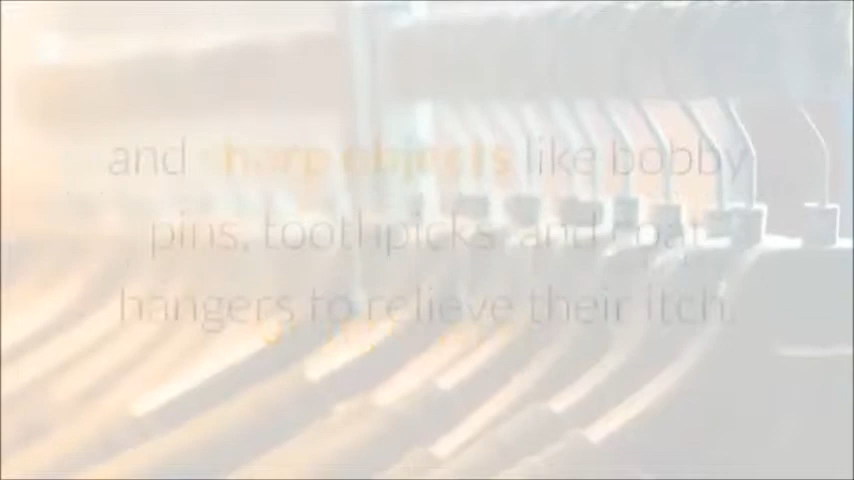 and sharp objects like bobby
pins, toothpicks and coat
hangers to relieve their itch.